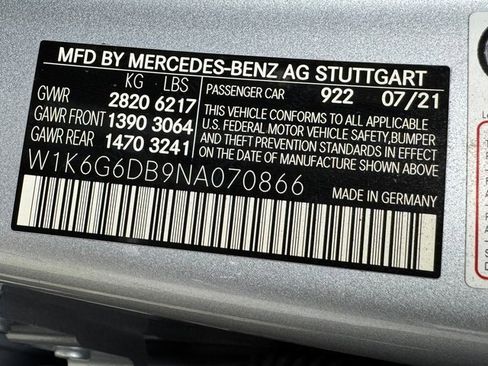 MFD BY MERCEDES-BENZ AG STUTTGART
KG LBS PASSENGER CAR 922 07/21
GVWR 2820 6217
GAWR FRONT 1390 3064
GAWR REAR 1470 3241
THIS VEHICLE CONFORMS TO ALL APPLICABLE
U.S. FEDERAL MOTOR VEHICLE SAFETY, BUMPER
AND THEFT PREVENTION STANDARDS IN EFFECT
ON THE DATE OF MANUFACTURE SHOWN ABOVE.
W1K6G6DB9NA070866 MADE IN GERMANY